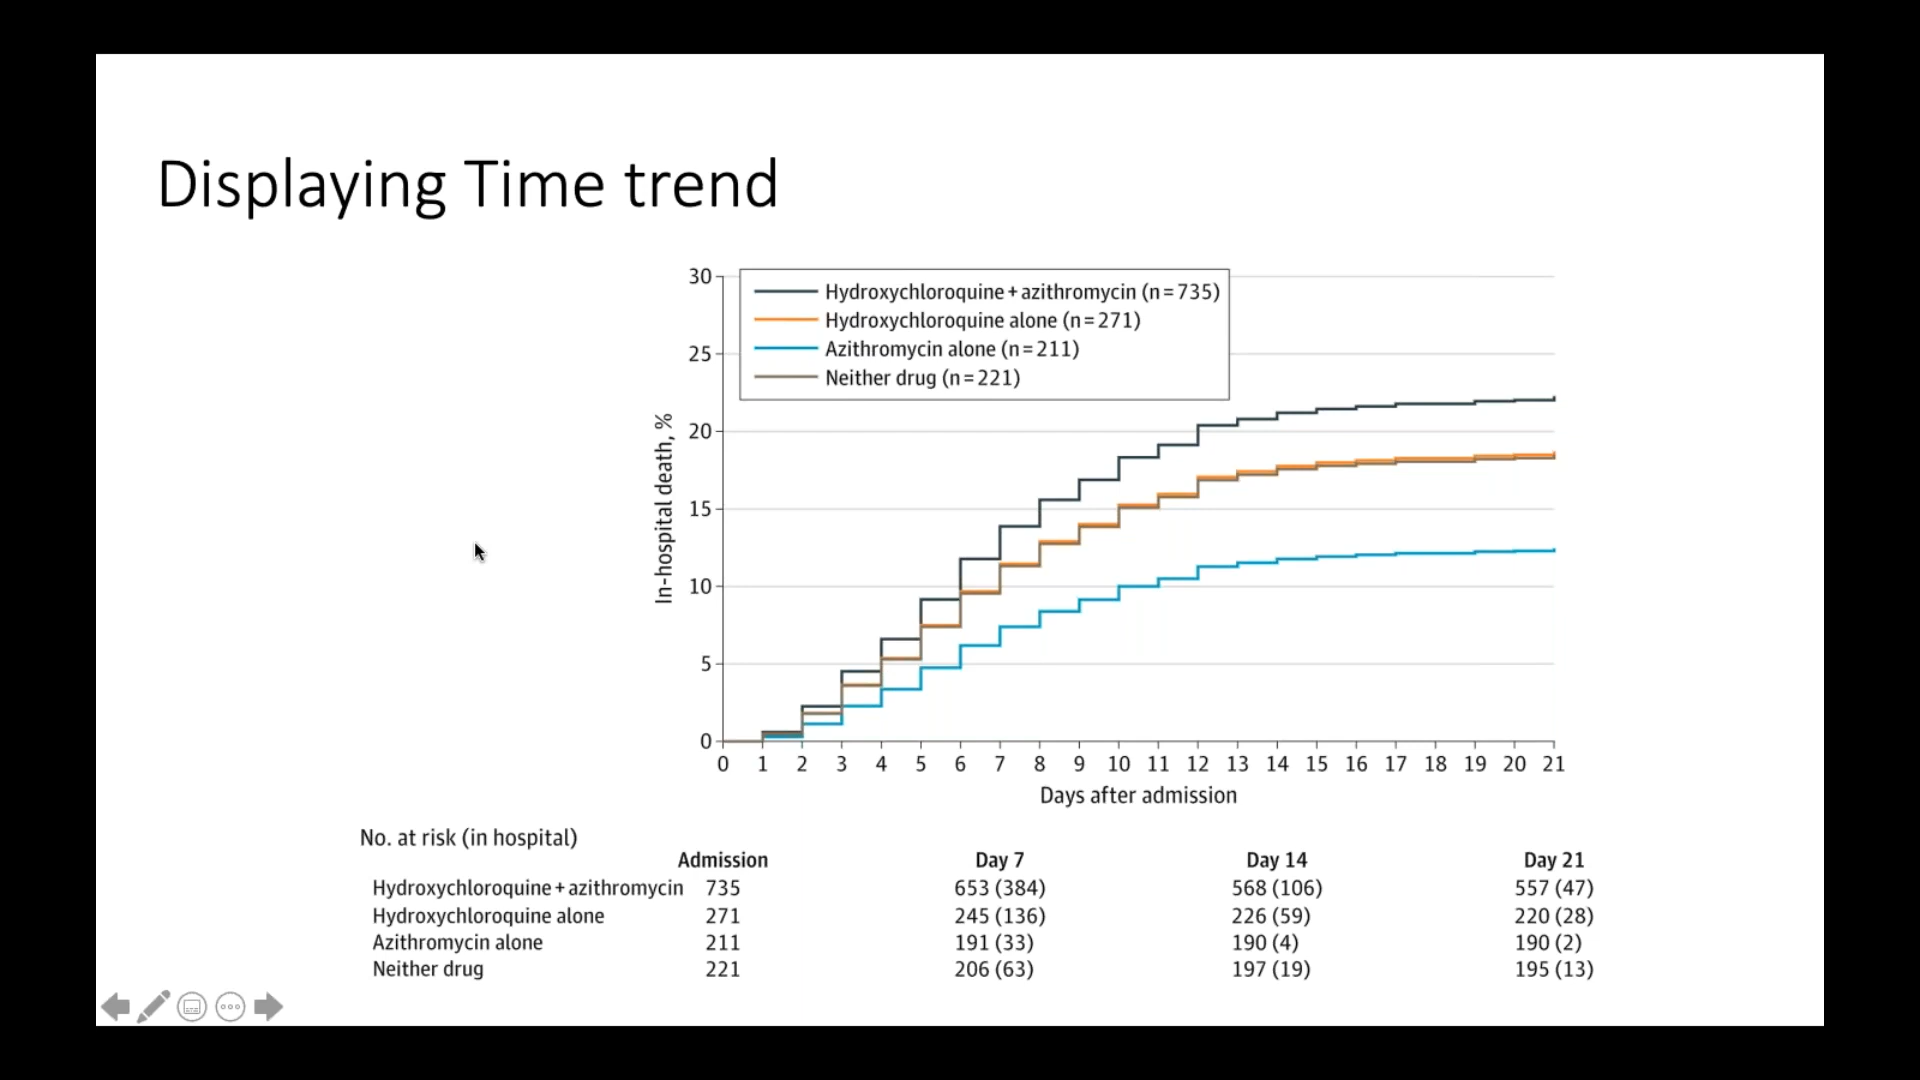 Displaying Time trend
30
25
20
15
10
5
0
In-hospital death, %
Hydroxychloroquine + azithromycin (n = 735)
Hydroxychloroquine alone (n = 271)
Azithromycin alone (n = 211)
Neither drug (n = 221)
0 1 2 3 4 5 6 7 8 9 10 11 12 13 14 15 16 17 18 19 20 21
Days after admission
No. at risk (in hospital)
Admission Day 7 Day 14 Day 21
Hydroxychloroquine + azithromycin 735 653 (384) 568 (106) 557 (47)
Hydroxychloroquine alone 271 245 (136) 226 (59) 220 (28)
Azithromycin alone 211 191 (33) 190 (4) 190 (2)
Neither drug 221 206 (63) 197 (19) 195 (13)